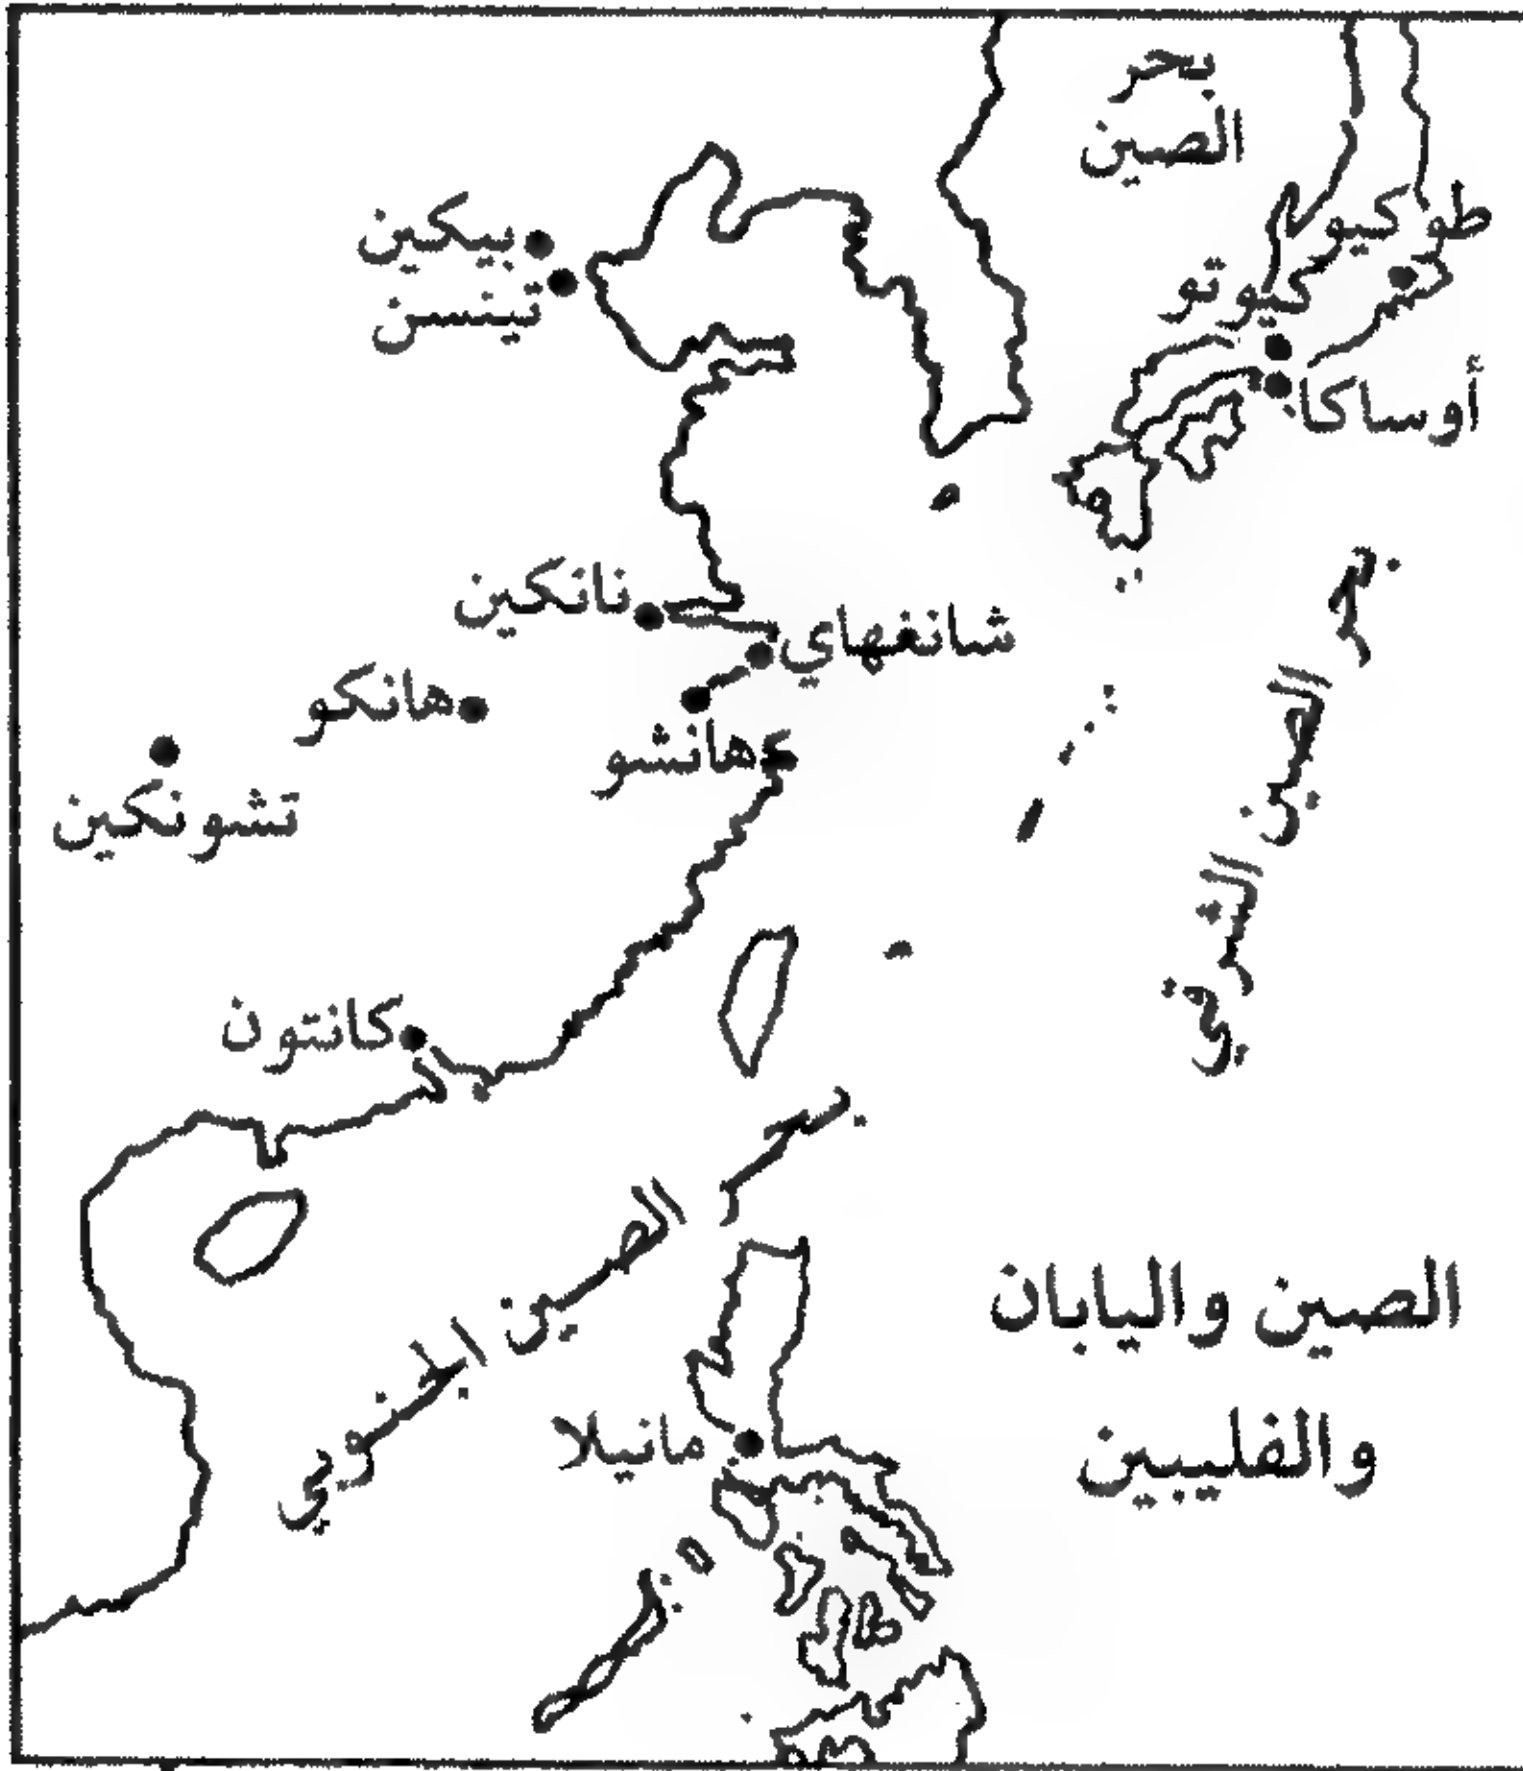 بحر
الصين
طوكيو
كيوتو
أوساكا
بيكين
تينسن
نانكين
شانغهاي
هانكو
هانشو
تشونكين
بحر الصين الشرقي
كانتون
بحر الصين الجنوبي
الصين واليابان
والفليبين
مانيلا